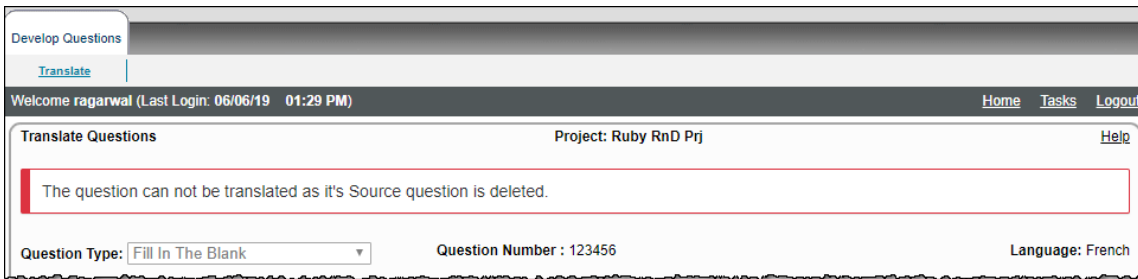 Develop Questions
Translate
Welcome ragarwal (Last Login: 06/06/19 01:29 PM) Home Tasks Logout
Translate Questions Project: Ruby RnD Prj Help
The question can not be translated as it's Source question is deleted.
Question Type: Fill In The Blank Question Number : 123456 Language: French